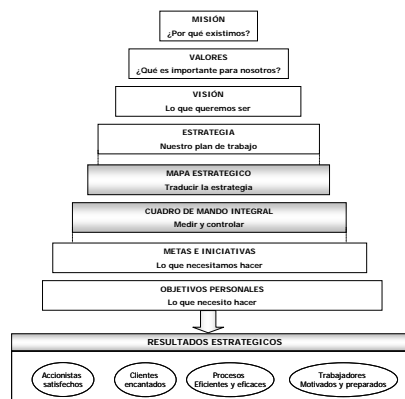 MISIÓN
¿Por qué existimos?
VALORES
¿Qué es importante para nosotros?
VISIÓN
Lo que queremos ser
ESTRATEGIA
Nuestro plan de trabajo
MAPA ESTRATEGICO
Traducir la estrategia
CUADRO DE MANDO INTEGRAL
Medir y controlar
METAS E INICIATIVAS
Lo que necesitamos hacer
OBJETIVOS PERSONALES
Lo que necesito hacer
RESULTADOS ESTRATEGICOS
Accionistas
satisfechos
Clientes
encantados
Procesos
Eficientes y eficaces
Trabajadores
Motivados y preparados